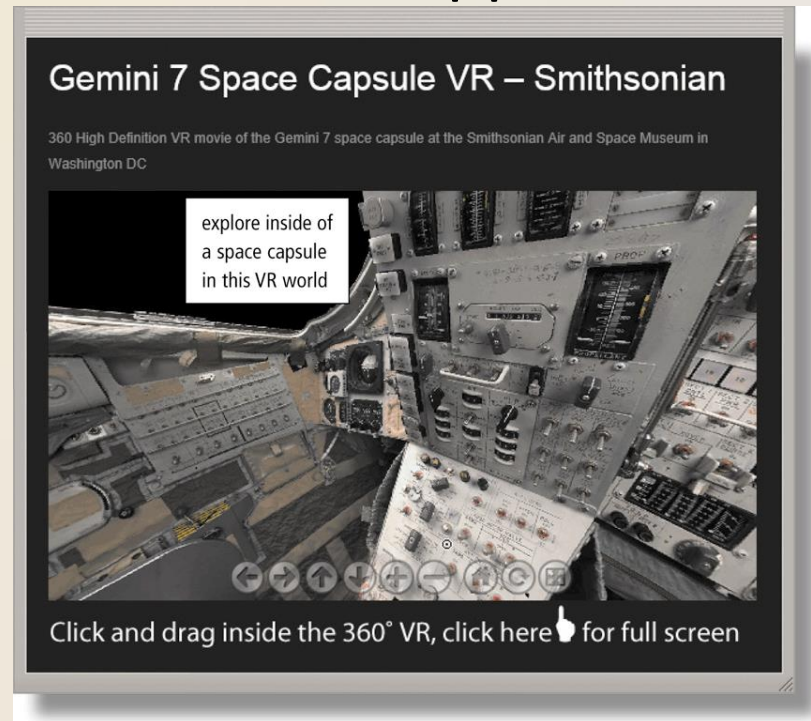 Gemini 7 Space Capsule VR – Smithsonian
360 High Definition VR movie of the Gemini 7 space capsule at the Smithsonian Air and Space Museum in
Washington DC
explore inside of
a space capsule
in this VR world
PROP
Click and drag inside the 360° VR, click here for full screen